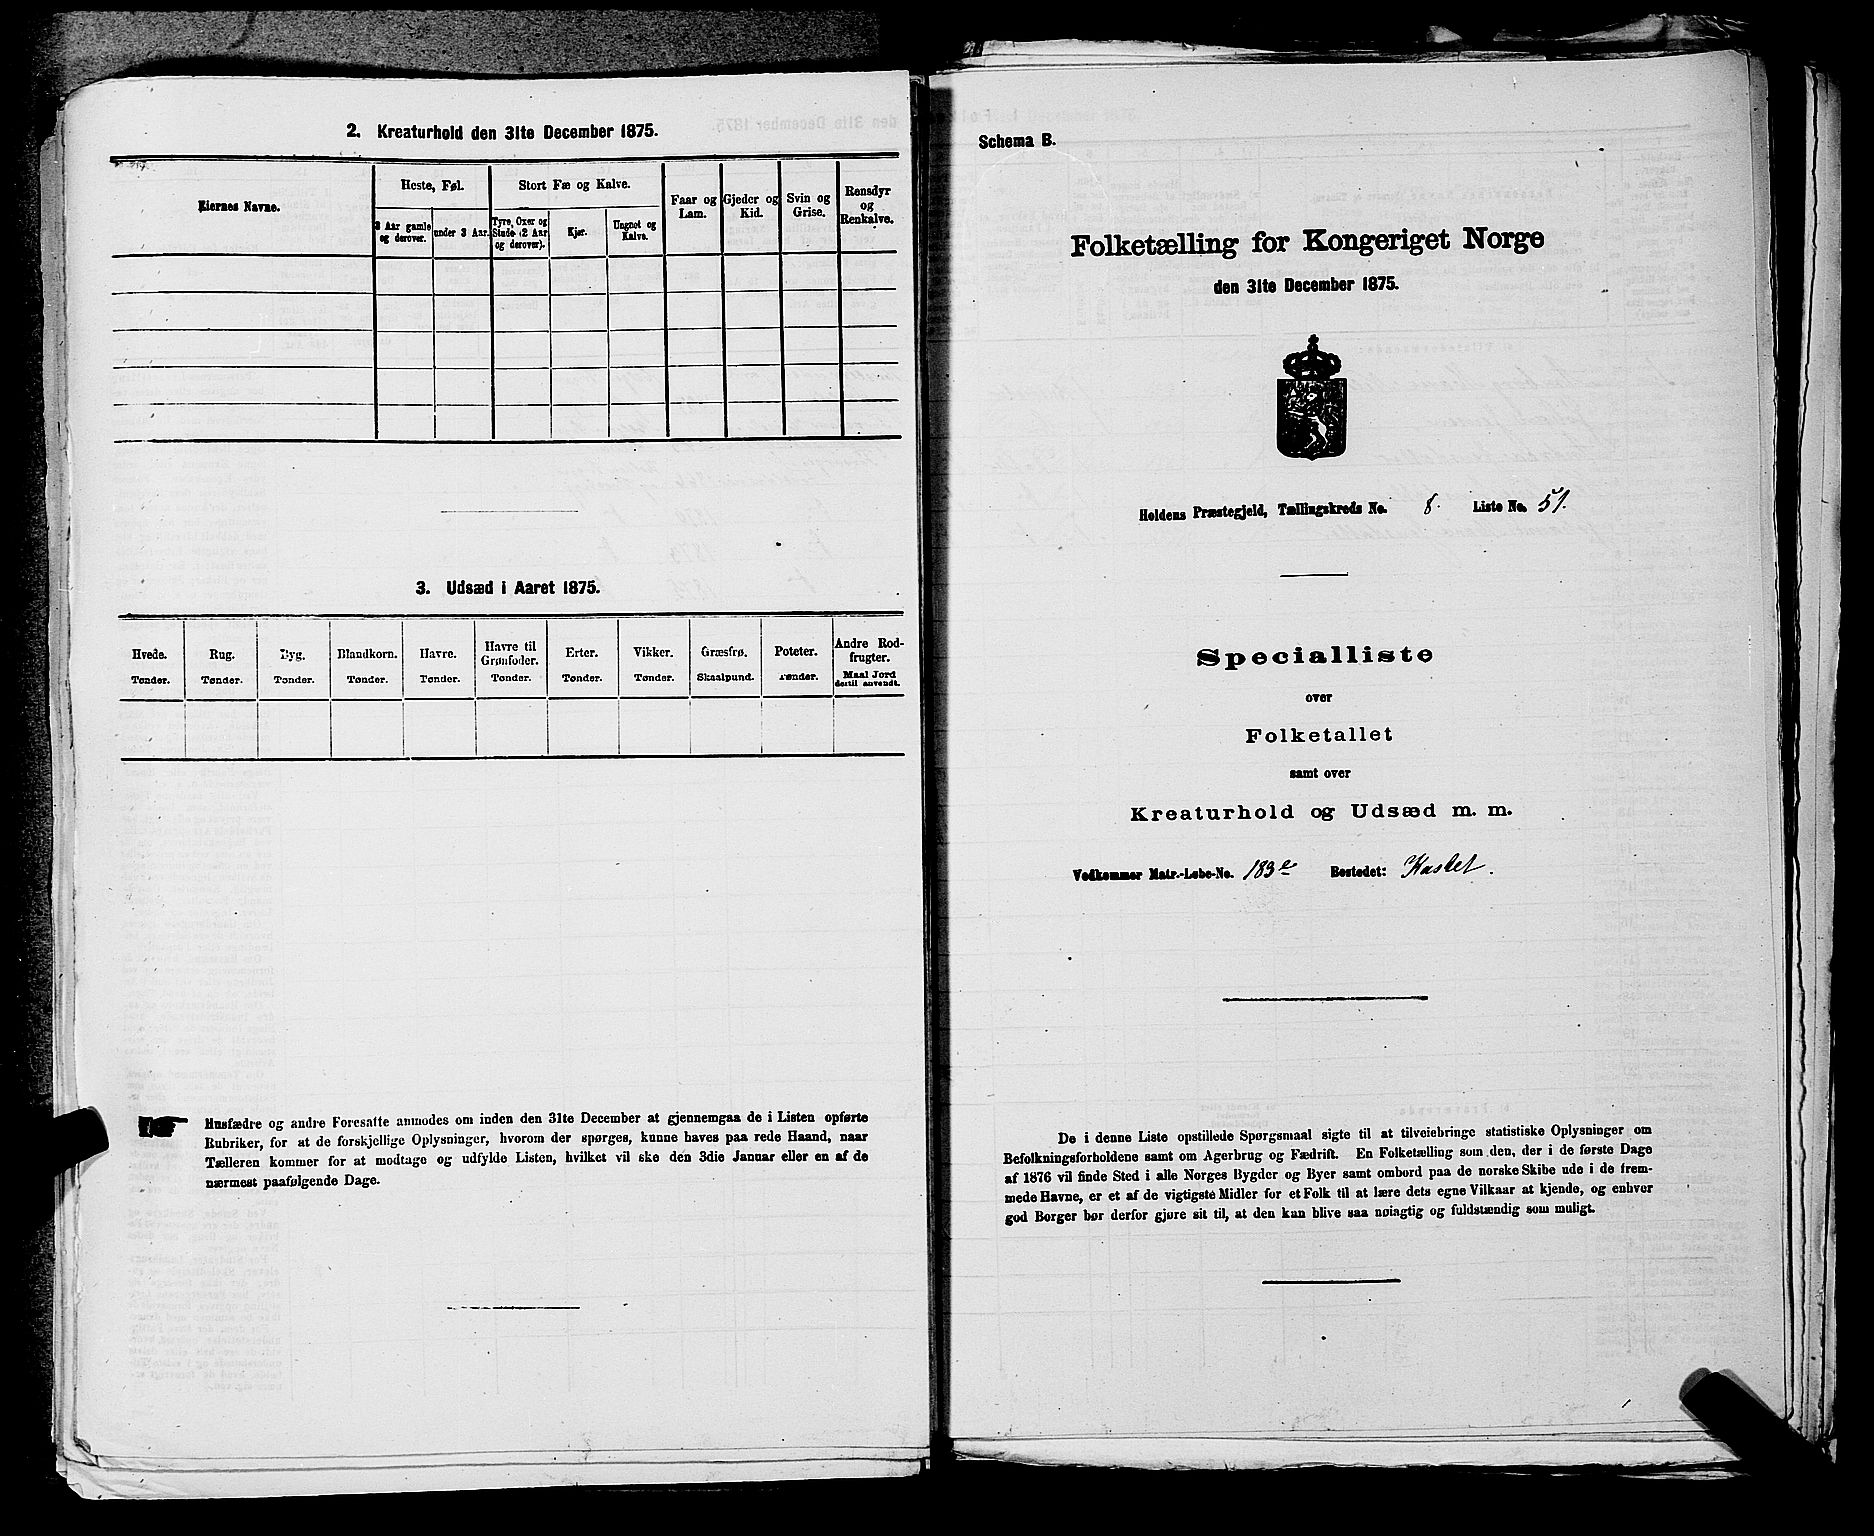 2. Kreaturhold den 31te December 1875.
Eiernes Navne.
Heste, Føl.
Stort Fæ og Kalve.
Faar og
Lam.
Gjeder og
Kid.
Svin og
Grise.
Rensdyr
og
Renkalve.
3 Aar gamle
og derover.
under 3 Aar.
Tyre, Oxer og
Stude (2 Aar
og derover).
Kjør.
Ungnot og
Kalve.
3. Udsæd i Aaret 1875.
Hvede.
Tønder.
Rug.
Tønder.
Byg.
Tønder.
Blandkorn.
Tønder.
Havre.
Tønder.
Havre til
Grønfoder.
Tønder.
Erter.
Tønder.
Vikker.
Tønder.
Græsfrø.
Skaalpund.
Poteter.
Tønder.
Andre Rod-
frugter.
Maal Jord
dertil anvendt.
Husfædre og andre Foresatte anmodes om inden den 31te December at gjennemgaa de i Listen opførte
Rubriker, for at de forskjellige Oplysninger, hvorom der spørges, kunne haves paa rede Haand, naar
Tælleren kommer for at modtage og udfylde Listen, hvilket vil ske den 3die Januar eller en af de
nærmest paafølgende Dage.
Schema B.
Folketælling for Kongeriget Norge
den 31te December 1875.
Holdens Præstegjeld, Tællingskreds No. 8. Liste No. 51.
Specialliste
over
Folketallet
samt over
Kreaturhold og Udsæd m. m.
Vedkommer Matr.-Løbe-No. 183e Bostedet: Kaslet.
De i denne Liste opstillede Spørgsmaal sigte til at tilveiebringe statistiske Oplysninger om
Befolkningsforholdene samt om Agerbrug og Fædrift. En Folketælling som den, der i de første Dage
af 1876 vil finde Sted i alle Norges Bygder og Byer samt ombord paa de norske Skibe ude i de frem-
mede Havne, er et af de vigtigste Midler for et Folk til at lære dets egne Vilkaar at kjende, og enhver
god Borger bør derfor gjøre sit til, at den kan blive saa nøiagtig og fuldstændig som muligt.